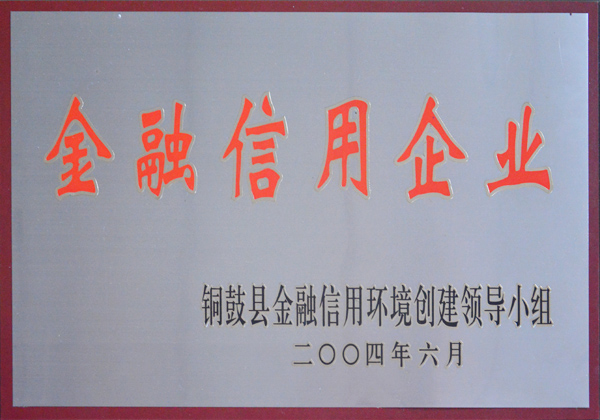 金融信用企业
铜鼓县金融信用环境创建领导小组
二〇〇四年六月